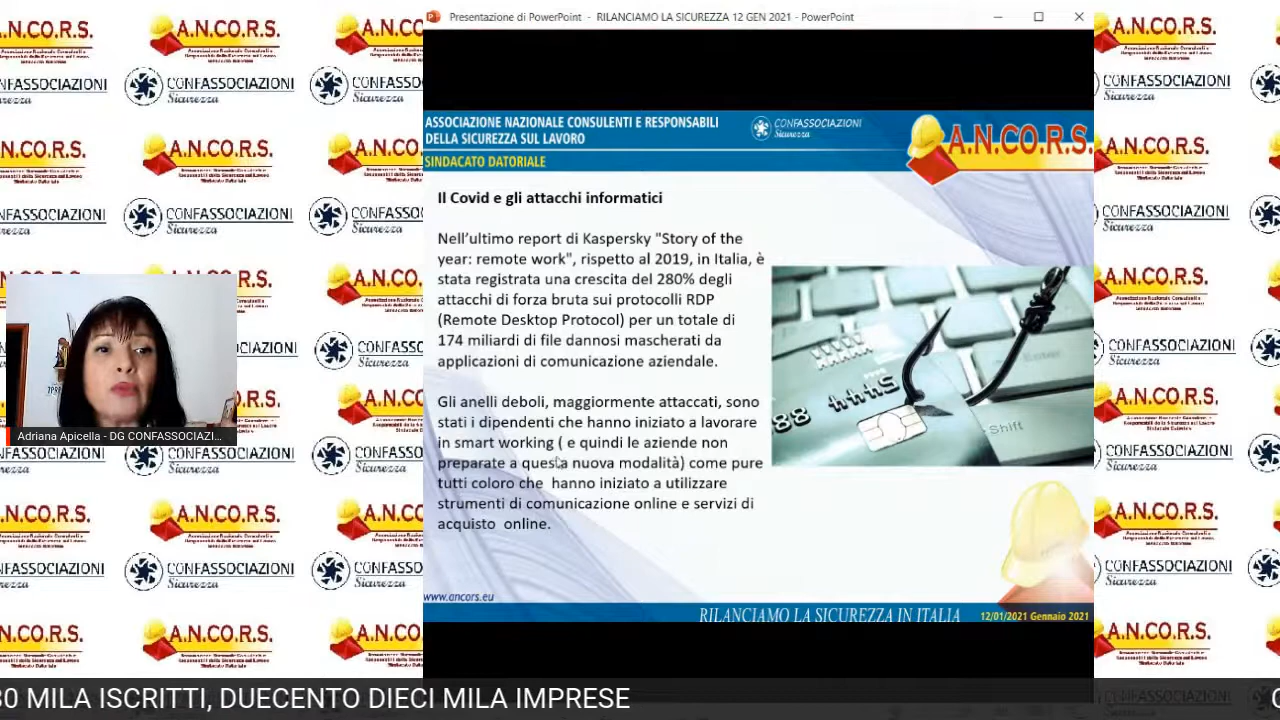 Presentazione di PowerPoint - RILANCIAMO LA SICUREZZA 12 GEN 2021 - PowerPoint
ASSOCIAZIONE NAZIONALE CONSULENTI E RESPONSABILI
DELLA SICUREZZA SUL LAVORO
SINDACATO DATORIALE
CONFASSOCIAZIONI
Sicurezza
A.N.CO.R.S.
Il Covid e gli attacchi informatici
Nell'ultimo report di Kaspersky "Story of the
year: remote work", rispetto al 2019, in Italia, è
stata registrata una crescita del 280% degli
attacchi di forza bruta sui protocolli RDP
(Remote Desktop Protocol) per un totale di
174 miliardi di file dannosi mascherati da
applicazioni di comunicazione aziendale.
Gli anelli deboli, maggiormente attaccati, sono
stati i dipendenti che hanno iniziato a lavorare
in smart working ( e quindi le aziende non
preparate a questa nuova modalità) come pure
tutti coloro che hanno iniziato a utilizzare
strumenti di comunicazione online e servizi di
acquisto online.
88 4445
Shift
www.ancors.eu
RILANCIAMO LA SICUREZZA IN ITALIA
12/01/2021 Gennaio 2021
Adriana Apicella - DG CONFASSOCIAZI...
30 MILA ISCRITTI, DUECENTO DIECI MILA IMPRESE
A.N.CO.R.S.
CONFASSOCIAZIONI
Sicurezza